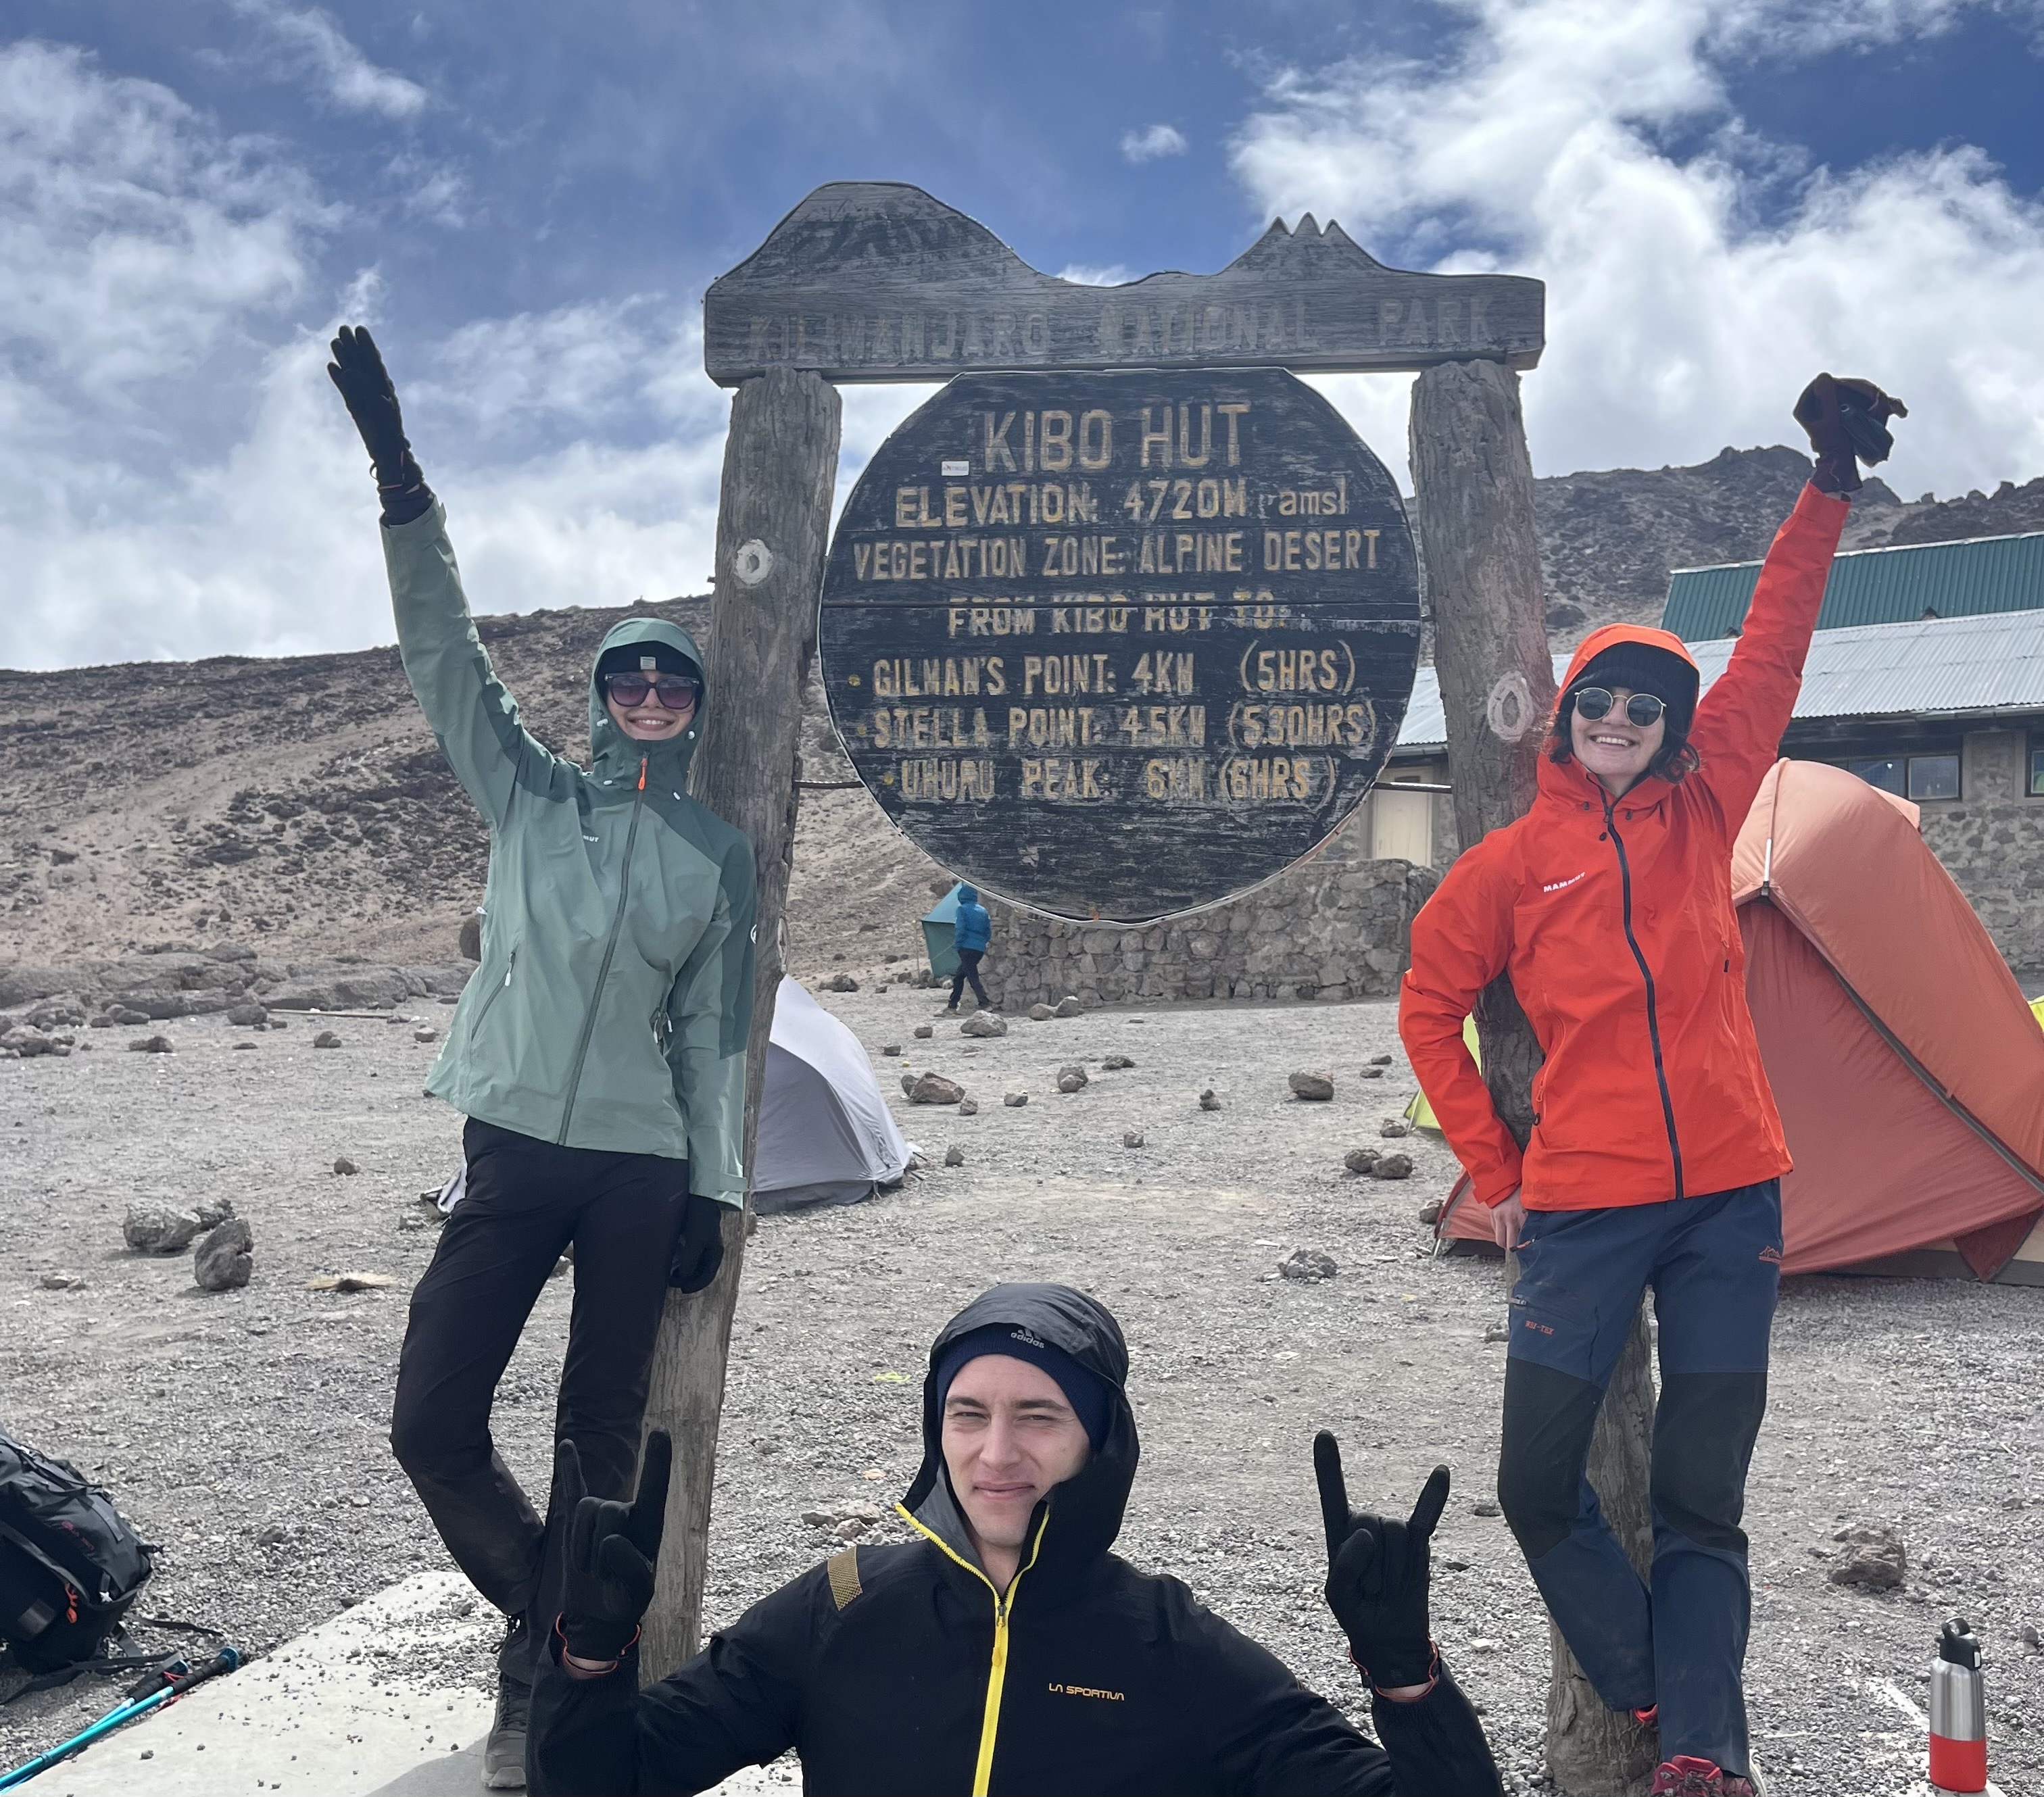 KILIMANJARO NATIONAL PARK
KIBO HUT
ELEVATION: 4720M amsl
VEGETATION ZONE: ALPINE DESERT
FROM KIBO HUT TO:
GILMAN'S POINT: 4KM (5HRS)
STELLA POINT: 4.5KM (5.30HRS)
UHURU PEAK: 6KM (6HRS)
MAMMUT
adidas
LA SPORTIVA